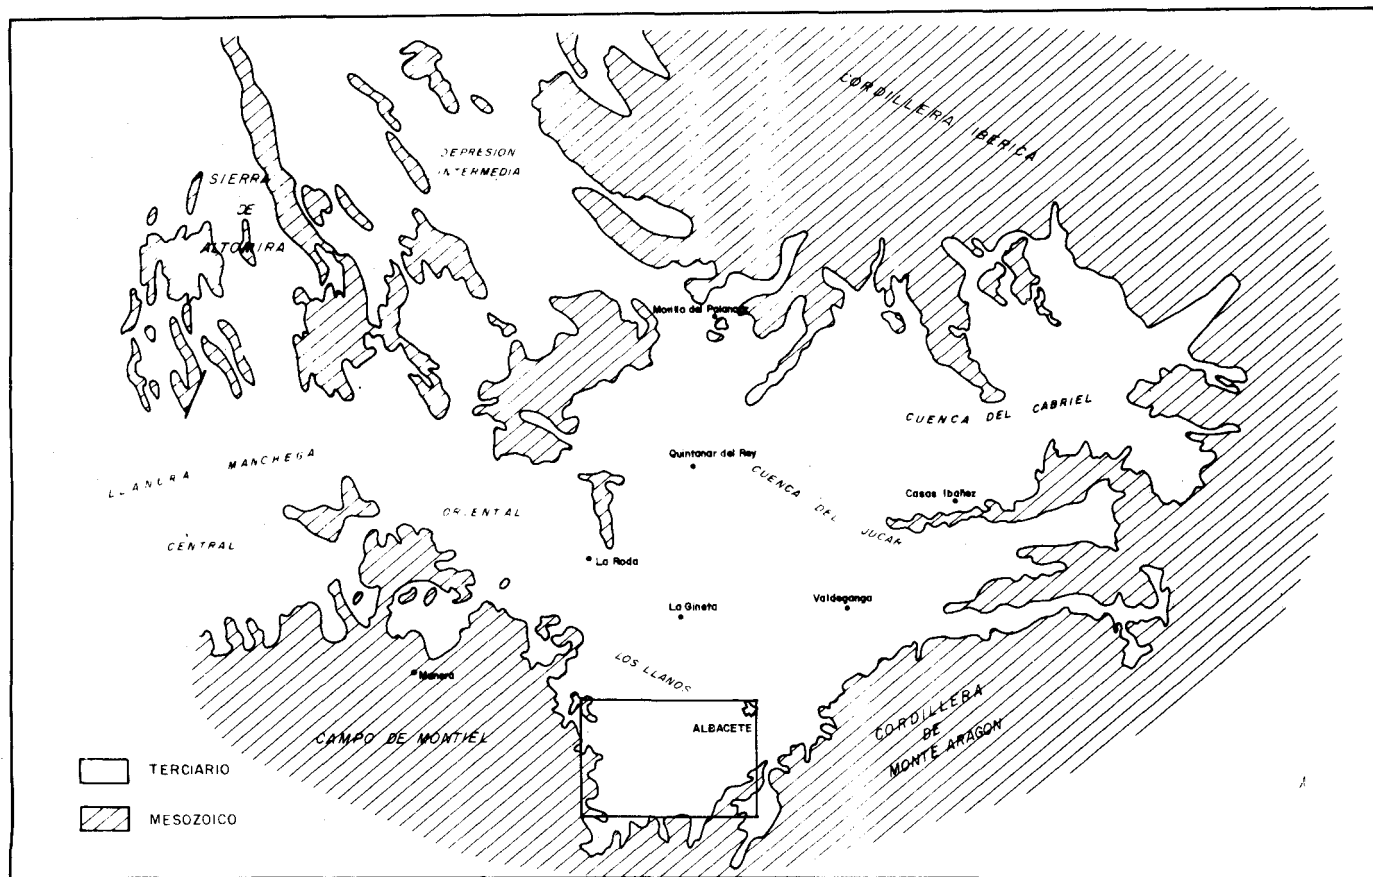 CORDILLERA IBERICA
DEPRESION
INTERMEDIA
SIERRA
DE
ALTOMIRA
Motilla del Palancar
CUENCA DEL CABRIEL
LLANURA MANCHEGA
Quintanar del Rey
CUENCA DEL JUCAR
Casas Ibañez
ORIENTAL
CENTRAL
La Roda
La Gineta
Valdeganga
LOS LLANOS
Munera
ALBACETE
CORDILLERA
DE
MONTE ARAGON
CAMPO DE MONTIEL
TERCIARIO
MESOZOICO